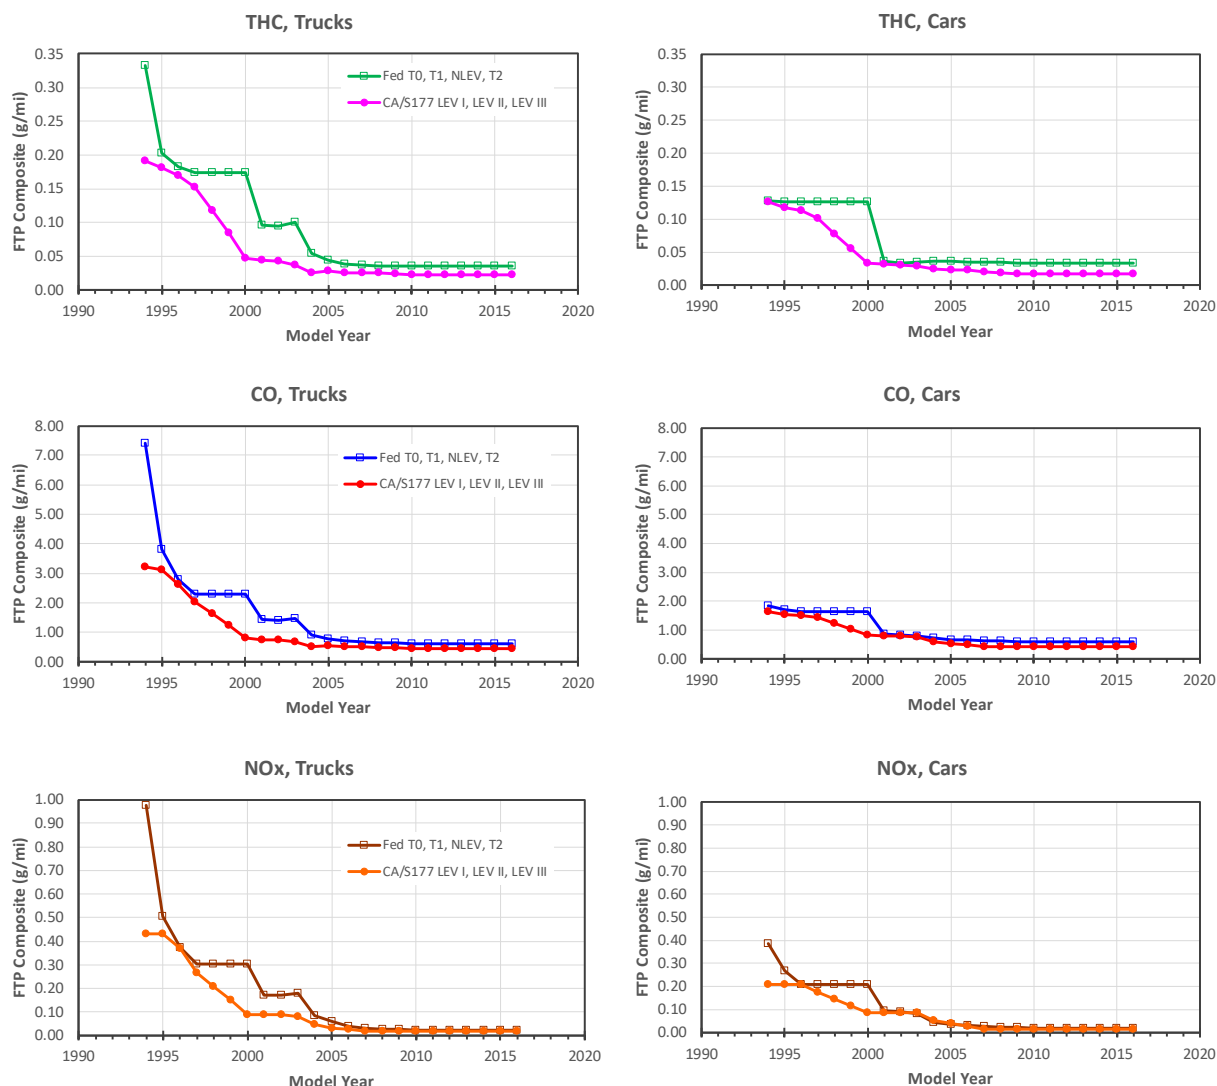 THC, Trucks
FTP Composite (g/mi)
0.35
0.30
0.25
0.20
0.15
0.10
0.05
0.00
Fed T0, T1, NLEV, T2
CA/S177 LEV I, LEV II, LEV III
1990 1995 2000 2005 2010 2015 2020
Model Year
THC, Cars
FTP Composite (g/mi)
0.35
0.30
0.25
0.20
0.15
0.10
0.05
0.00
1990 1995 2000 2005 2010 2015 2020
Model Year
CO, Trucks
FTP Composite (g/mi)
8.00
7.00
6.00
5.00
4.00
3.00
2.00
1.00
0.00
Fed T0, T1, NLEV, T2
CA/S177 LEV I, LEV II, LEV III
1990 1995 2000 2005 2010 2015 2020
Model Year
CO, Cars
FTP Composite (g/mi)
8.00
7.00
6.00
5.00
4.00
3.00
2.00
1.00
0.00
1990 1995 2000 2005 2010 2015 2020
Model Year
NOx, Trucks
FTP Composite (g/mi)
1.00
0.90
0.80
0.70
0.60
0.50
0.40
0.30
0.20
0.10
0.00
Fed T0, T1, NLEV, T2
CA/S177 LEV I, LEV II, LEV III
1990 1995 2000 2005 2010 2015 2020
Model Year
NOx, Cars
FTP Composite (g/mi)
1.00
0.90
0.80
0.70
0.60
0.50
0.40
0.30
0.20
0.10
0.00
1990 1995 2000 2005 2010 2015 2020
Model Year